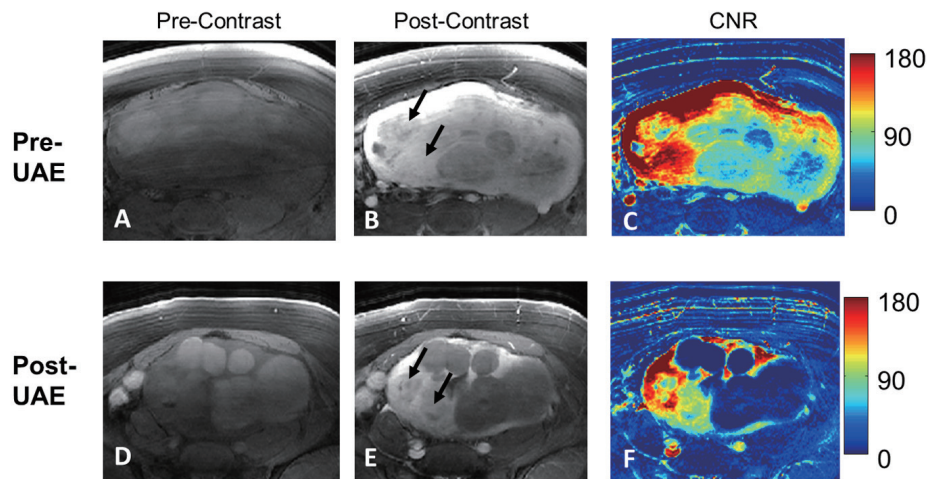 Pre-Contrast Post-Contrast CNR
Pre-
UAE
A B C
180
90
0
Post-
UAE
D E F
180
90
0